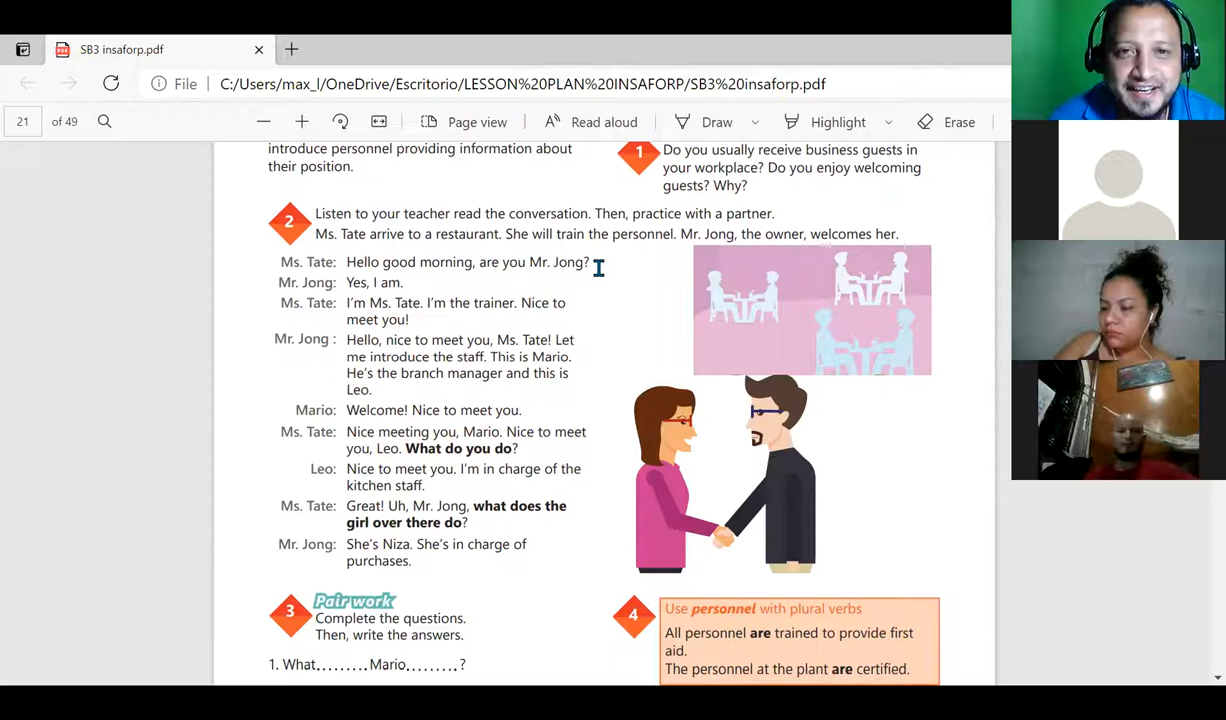 SB3 insaforp.pdf
File C:/Users/max_l/OneDrive/Escritorio/LESSON%20PLAN%20INSAFORP/SB3%20insaforp.pdf
21 of 49 Page view Read aloud Draw Highlight Erase
introduce personnel providing information about
their position.
1 Do you usually receive business guests in
your workplace? Do you enjoy welcoming
guests? Why?
2 Listen to your teacher read the conversation. Then, practice with a partner.
Ms. Tate arrive to a restaurant. She will train the personnel. Mr. Jong, the owner, welcomes her.
Ms. Tate: Hello good morning, are you Mr. Jong?
Mr. Jong: Yes, I am.
Ms. Tate: I'm Ms. Tate. I'm the trainer. Nice to
meet you!
Mr. Jong : Hello, nice to meet you, Ms. Tate! Let
me introduce the staff. This is Mario.
He's the branch manager and this is
Leo.
Mario: Welcome! Nice to meet you.
Ms. Tate: Nice meeting you, Mario. Nice to meet
you, Leo. What do you do?
Leo: Nice to meet you. I'm in charge of the
kitchen staff.
Ms. Tate: Great! Uh, Mr. Jong, what does the
girl over there do?
Mr. Jong: She's Niza. She's in charge of
purchases.
3 Pair work
Complete the questions.
Then, write the answers.
1. What.........Mario........?
4 Use personnel with plural verbs
All personnel are trained to provide first
aid.
The personnel at the plant are certified.